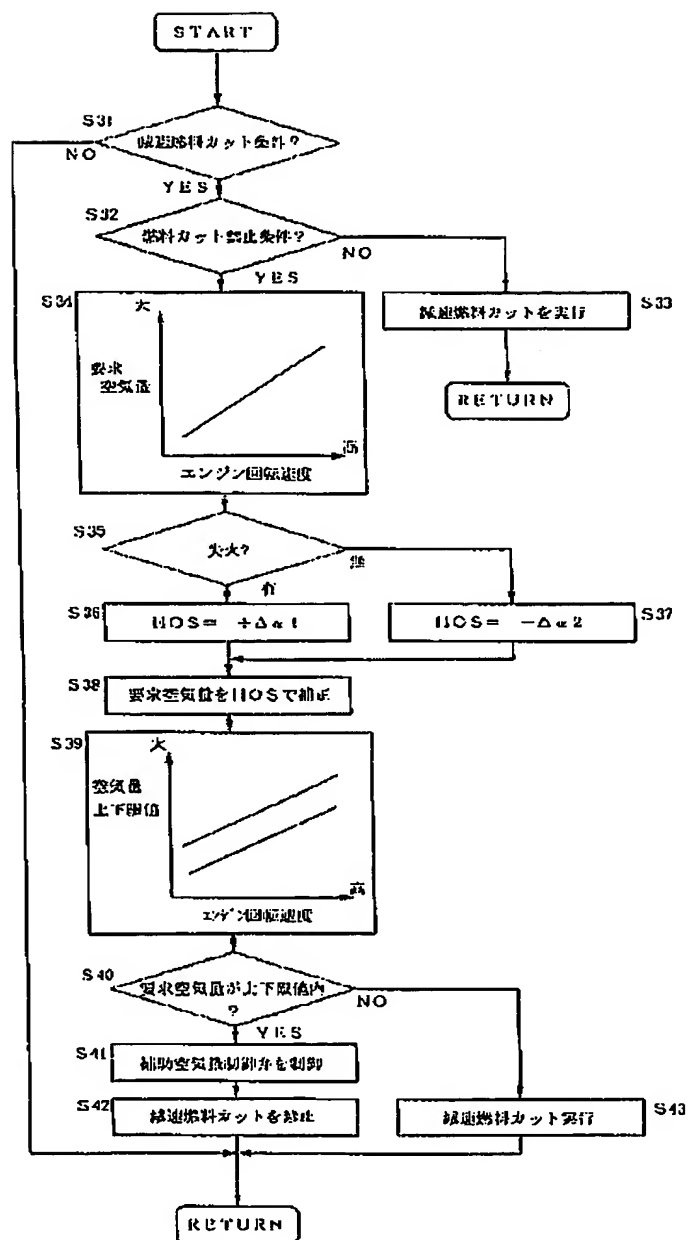 START
S31
減速燃料カット条件?
NO
YES
S32
燃料カット禁止条件?
NO
YES
S34
大
要求
空気量
高
エンジン回転速度
減速燃料カットを実行
S33
RETURN
S35
失火?
無
有
S36
HOS= +Δα1
HOS= -Δα2
S37
S38
要求空気量をHOSで補正
S39
大
空気量
上下限値
高
エンジン回転速度
S40
要求空気量が上下限値内
?
NO
YES
S41
補助空気量制御弁を制御
S42
減速燃料カットを禁止
減速燃料カット実行
S43
RETURN